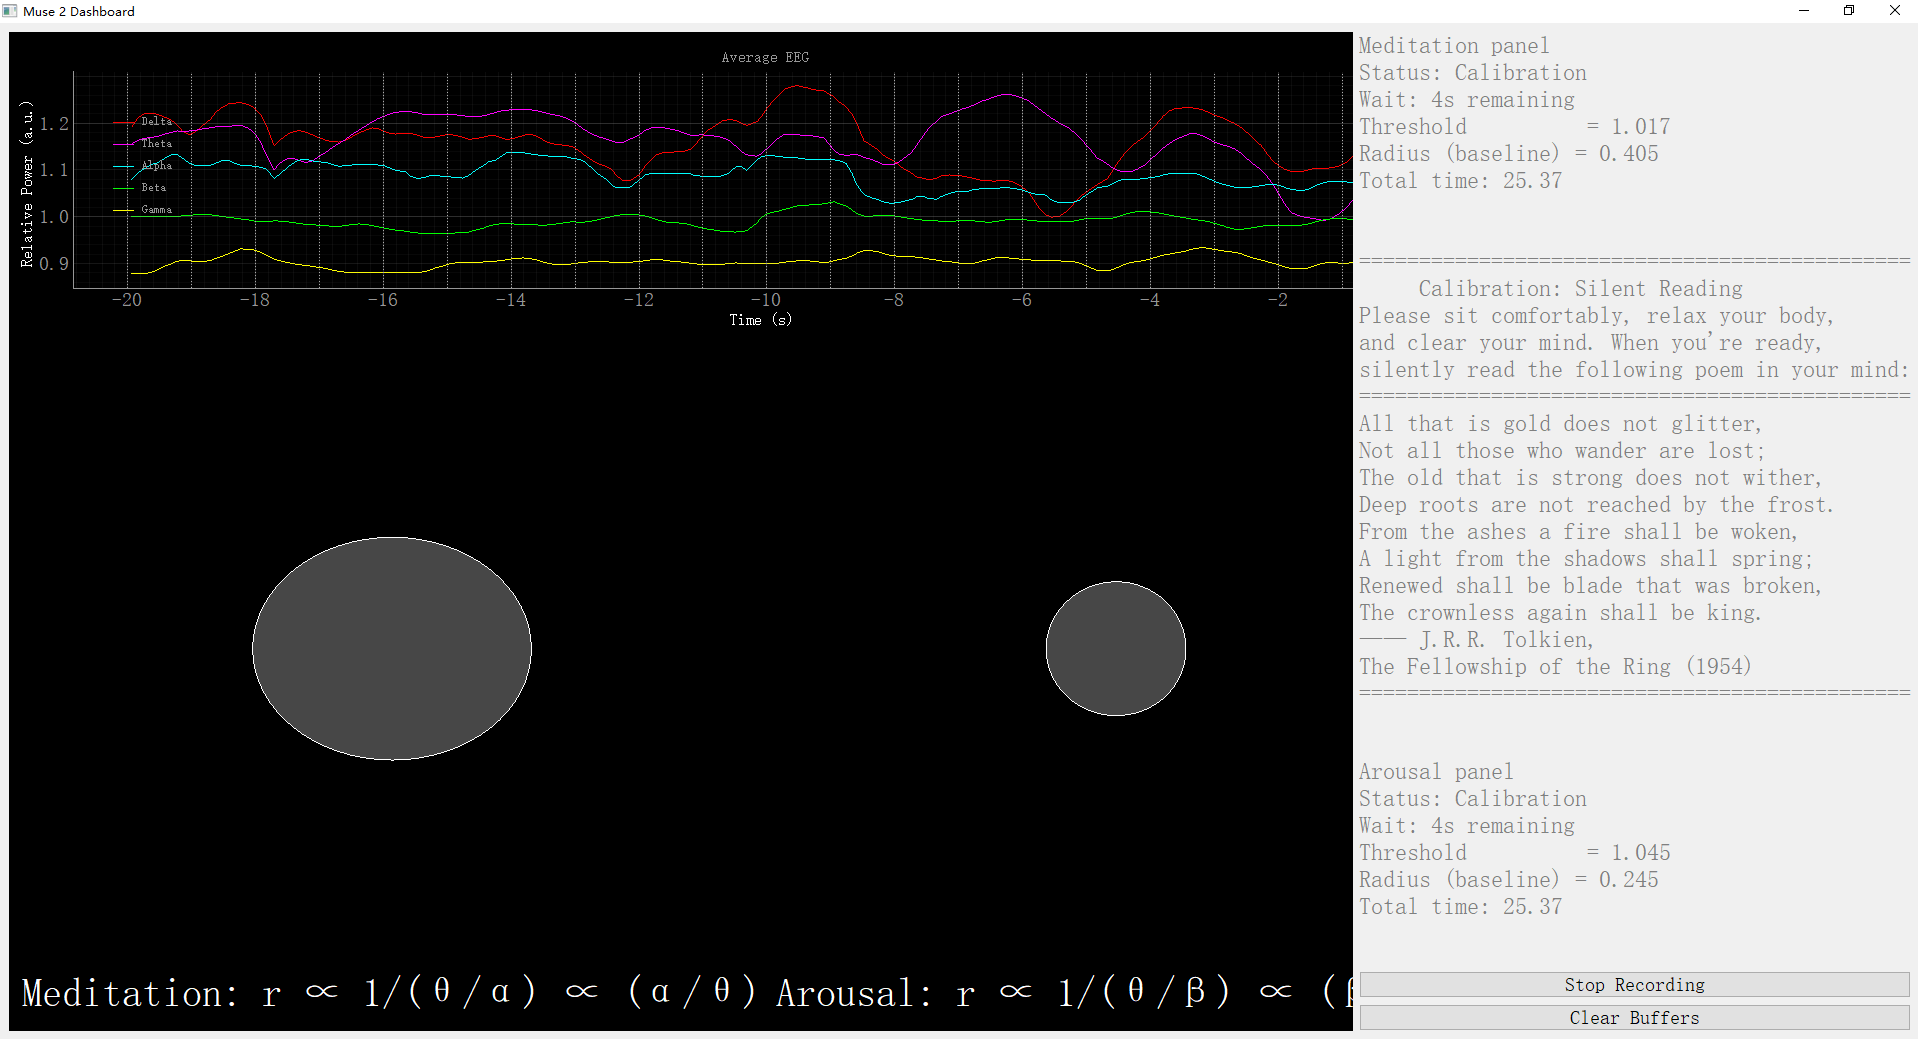 Muse 2 Dashboard
Average EEG
Relative Power (a.u.)
1.2
1.1
1.0
0.9
Delta
Theta
Alpha
Beta
Gamma
-20 -18 -16 -14 -12 -10 -8 -6 -4 -2
Time (s)
Meditation: r ∝ 1/(θ/α) ∝ (α/θ)
Arousal: r ∝ 1/(θ/β) ∝ (β
Meditation panel
Status: Calibration
Wait: 4s remaining
Threshold = 1.017
Radius (baseline) = 0.405
Total time: 25.37
==============================================
Calibration: Silent Reading
Please sit comfortably, relax your body,
and clear your mind. When you're ready,
silently read the following poem in your mind:
==============================================
All that is gold does not glitter,
Not all those who wander are lost;
The old that is strong does not wither,
Deep roots are not reached by the frost.
From the ashes a fire shall be woken,
A light from the shadows shall spring;
Renewed shall be blade that was broken,
The crownless again shall be king.
—— J.R.R. Tolkien,
The Fellowship of the Ring (1954)
==============================================
Arousal panel
Status: Calibration
Wait: 4s remaining
Threshold = 1.045
Radius (baseline) = 0.245
Total time: 25.37
Stop Recording
Clear Buffers